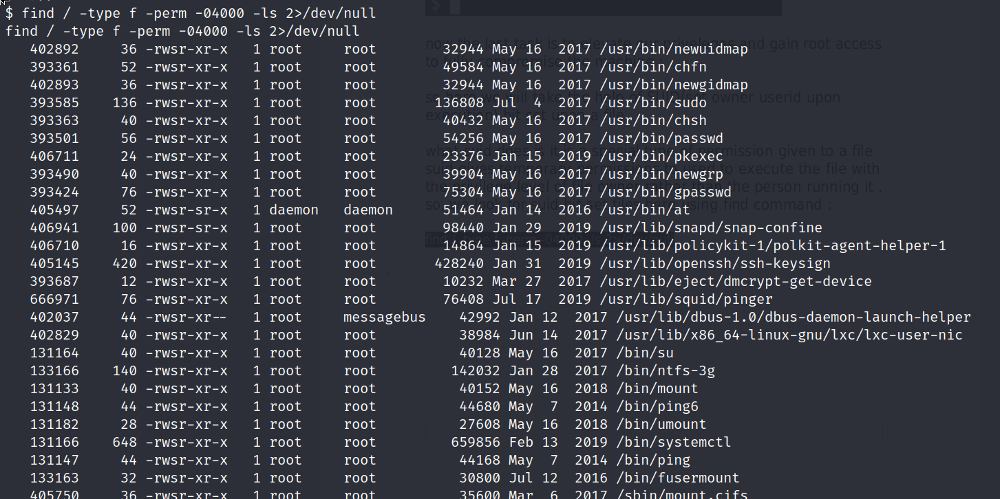 $ find / -type f -perm -04000 -ls 2>/dev/null
find / -type f -perm -04000 -ls 2>/dev/null
402892 36 -rwsr-xr-x 1 root root 32944 May 16 2017 /usr/bin/newuidmap
393361 52 -rwsr-xr-x 1 root root 49584 May 16 2017 /usr/bin/chfn
402893 36 -rwsr-xr-x 1 root root 32944 May 16 2017 /usr/bin/newgidmap
393585 136 -rwsr-xr-x 1 root root 136808 Jul 4 2017 /usr/bin/sudo
393363 40 -rwsr-xr-x 1 root root 40432 May 16 2017 /usr/bin/chsh
393501 56 -rwsr-xr-x 1 root root 54256 May 16 2017 /usr/bin/passwd
406711 24 -rwsr-xr-x 1 root root 23376 Jan 15 2019 /usr/bin/pkexec
393490 40 -rwsr-xr-x 1 root root 39904 May 16 2017 /usr/bin/newgrp
393424 76 -rwsr-xr-x 1 root root 75304 May 16 2017 /usr/bin/gpasswd
405497 52 -rwsr-sr-x 1 daemon daemon 51464 Jan 14 2016 /usr/bin/at
406941 100 -rwsr-sr-x 1 root root 98440 Jan 29 2019 /usr/lib/snapd/snap-confine
406710 16 -rwsr-xr-x 1 root root 14864 Jan 15 2019 /usr/lib/policykit-1/polkit-agent-helper-1
405145 420 -rwsr-xr-x 1 root root 428240 Jan 31 2019 /usr/lib/openssh/ssh-keysign
393687 12 -rwsr-xr-x 1 root root 10232 Mar 27 2017 /usr/lib/eject/dmcrypt-get-device
666971 76 -rwsr-xr-x 1 root root 76408 Jul 17 2019 /usr/lib/squid/pinger
402037 44 -rwsr-xr-- 1 root messagebus 42992 Jan 12 2017 /usr/lib/dbus-1.0/dbus-daemon-launch-helper
402829 40 -rwsr-xr-x 1 root root 38984 Jun 14 2017 /usr/lib/x86_64-linux-gnu/lxc/lxc-user-nic
131164 40 -rwsr-xr-x 1 root root 40128 May 16 2017 /bin/su
133166 140 -rwsr-xr-x 1 root root 142032 Jan 28 2017 /bin/ntfs-3g
131133 40 -rwsr-xr-x 1 root root 40152 May 16 2018 /bin/mount
131148 44 -rwsr-xr-x 1 root root 44680 May 7 2014 /bin/ping6
131182 28 -rwsr-xr-x 1 root root 27608 May 16 2018 /bin/umount
131166 648 -rwsr-xr-x 1 root root 659856 Feb 13 2019 /bin/systemctl
131147 44 -rwsr-xr-x 1 root root 44168 May 7 2014 /bin/ping
133163 32 -rwsr-xr-x 1 root root 30800 Jul 12 2016 /bin/fusermount
405750 36 -rwsr-xr-x 1 root root 35600 Mar 6 2017 /sbin/mount.cifs